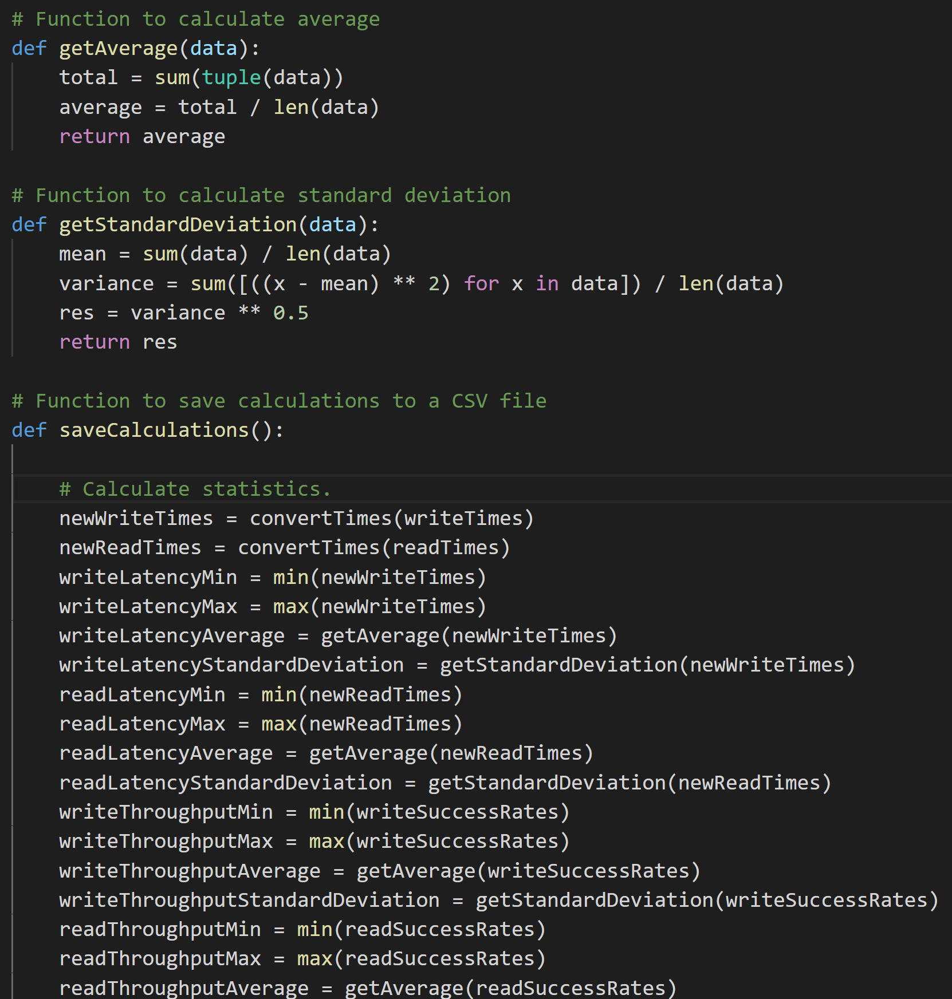 # Function to calculate average
def getAverage(data):
    total = sum(tuple(data))
    average = total / len(data)
    return average

# Function to calculate standard deviation
def getStandardDeviation(data):
    mean = sum(data) / len(data)
    variance = sum([((x - mean) ** 2) for x in data]) / len(data)
    res = variance ** 0.5
    return res

# Function to save calculations to a CSV file
def saveCalculations():

    # Calculate statistics.
    newWriteTimes = convertTimes(writeTimes)
    newReadTimes = convertTimes(readTimes)
    writeLatencyMin = min(newWriteTimes)
    writeLatencyMax = max(newWriteTimes)
    writeLatencyAverage = getAverage(newWriteTimes)
    writeLatencyStandardDeviation = getStandardDeviation(newWriteTimes)
    readLatencyMin = min(newReadTimes)
    readLatencyMax = max(newReadTimes)
    readLatencyAverage = getAverage(newReadTimes)
    readLatencyStandardDeviation = getStandardDeviation(newReadTimes)
    writeThroughputMin = min(writeSuccessRates)
    writeThroughputMax = max(writeSuccessRates)
    writeThroughputAverage = getAverage(writeSuccessRates)
    writeThroughputStandardDeviation = getStandardDeviation(writeSuccessRates)
    readThroughputMin = min(readSuccessRates)
    readThroughputMax = max(readSuccessRates)
    readThroughputAverage = getAverage(readSuccessRates)